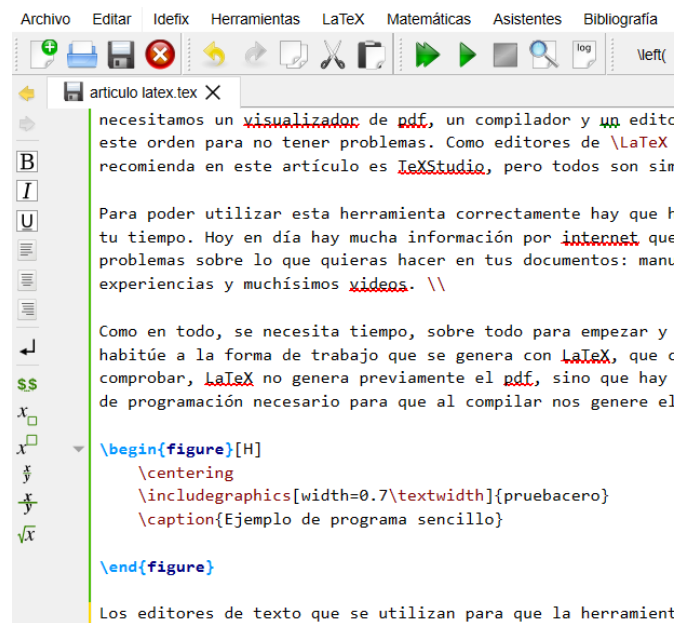 Archivo Editar Idefix Herramientas LaTeX Matemáticas Asistentes Bibliografía
log \left(
articulo latex.tex
necesitamos un visualizador de pdf, un compilador y un edito
este orden para no tener problemas. Como editores de \LaTeX
recomienda en este artículo es TeXStudio, pero todos son sim
Para poder utilizar esta herramienta correctamente hay que h
tu tiempo. Hoy en día hay mucha información por internet que
problemas sobre lo que quieras hacer en tus documentos: manu
experiencias y muchísimos videos. \\
Como en todo, se necesita tiempo, sobre todo para empezar y
habitúe a la forma de trabajo que se genera con LaTeX, que c
comprobar, LaTeX no genera previamente el pdf, sino que hay
de programación necesario para que al compilar nos genere el
\begin{figure}[H]
\centering
\includegraphics[width=0.7\textwidth]{pruebacero}
\caption{Ejemplo de programa sencillo}
\end{figure}
Los editores de texto que se utilizan para que la herramient
B
I
U
$$
x
x
x/y
x/y
√x